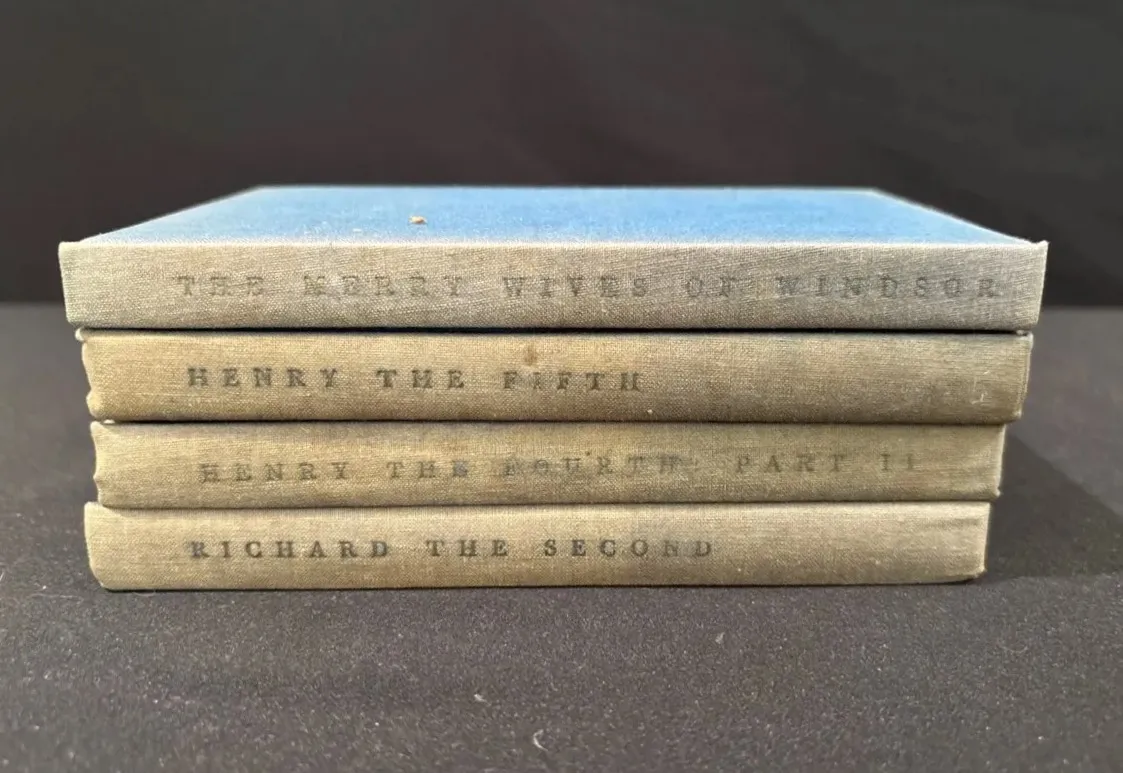 THE MERRY WIVES OF WINDSOR
HENRY THE FIFTH
HENRY THE FOURTH: PART II
RICHARD THE SECOND